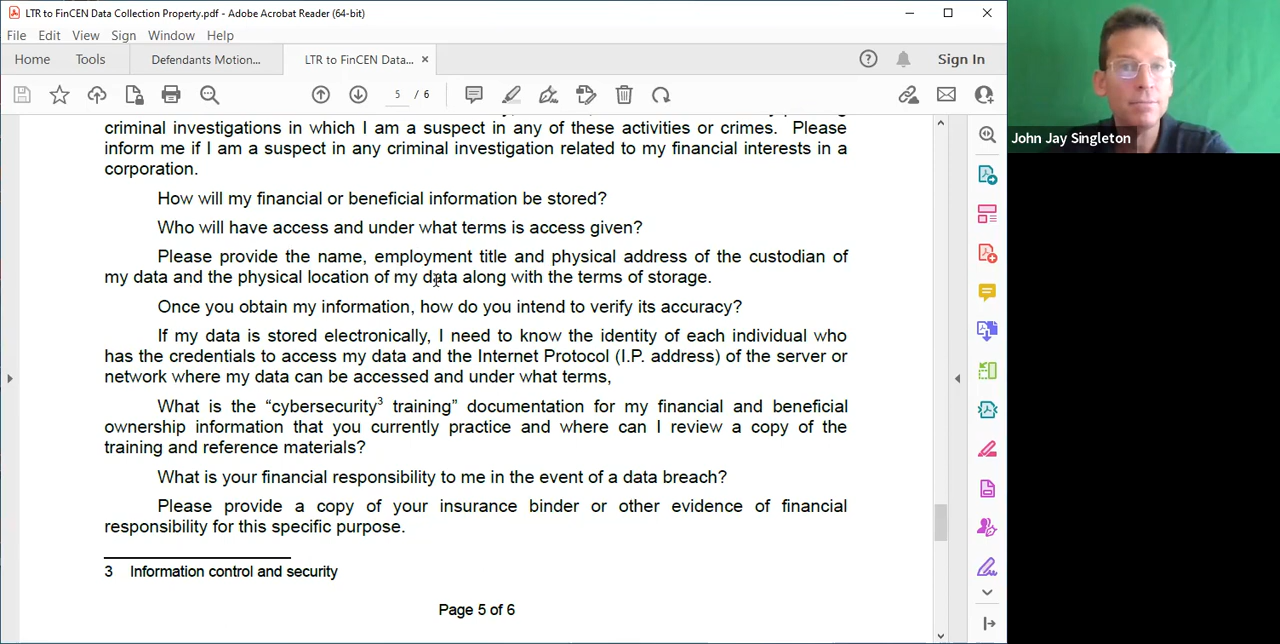 LTR to FinCEN Data Collection Property.pdf - Adobe Acrobat Reader (64-bit)
File Edit View Sign Window Help
Home Tools Defendants Motion... LTR to FinCEN Data... × Sign In
5 / 6
criminal investigations in which I am a suspect in any of these activities or crimes. Please
inform me if I am a suspect in any criminal investigation related to my financial interests in a
corporation.
How will my financial or beneficial information be stored?
Who will have access and under what terms is access given?
Please provide the name, employment title and physical address of the custodian of
my data and the physical location of my data along with the terms of storage.
Once you obtain my information, how do you intend to verify its accuracy?
If my data is stored electronically, I need to know the identity of each individual who
has the credentials to access my data and the Internet Protocol (I.P. address) of the server or
network where my data can be accessed and under what terms,
What is the “cybersecurity³ training” documentation for my financial and beneficial
ownership information that you currently practice and where can I review a copy of the
training and reference materials?
What is your financial responsibility to me in the event of a data breach?
Please provide a copy of your insurance binder or other evidence of financial
responsibility for this specific purpose.
3 Information control and security
Page 5 of 6
John Jay Singleton